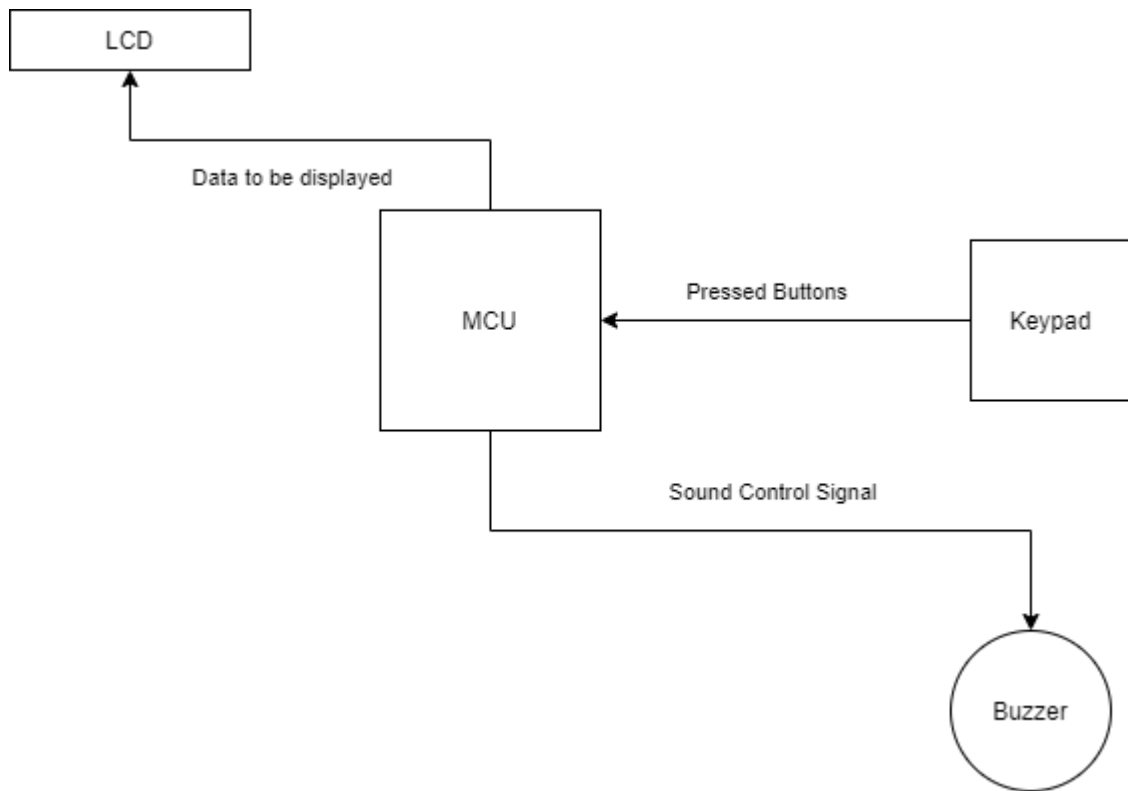 LCD
Data to be displayed
MCU
Pressed Buttons
Keypad
Sound Control Signal
Buzzer